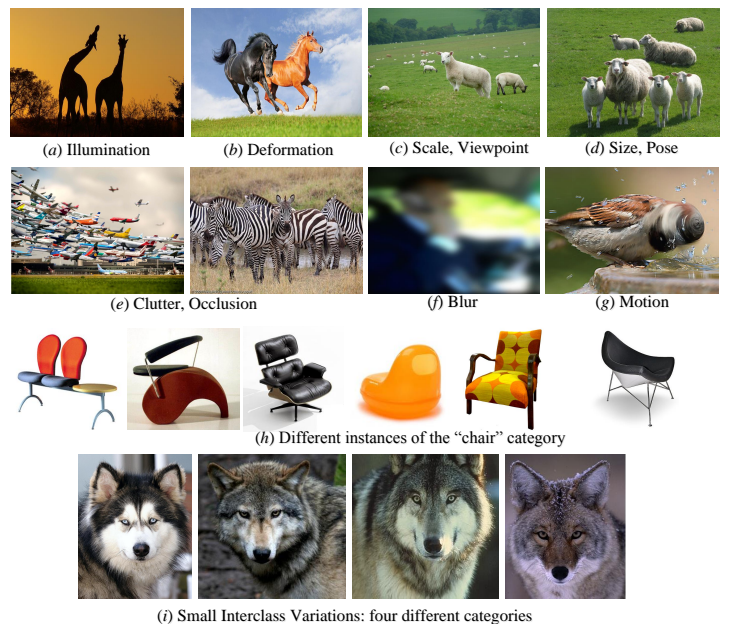 (a) Illumination
(b) Deformation
(c) Scale, Viewpoint
(d) Size, Pose
(e) Clutter, Occlusion
(f) Blur
(g) Motion
(h) Different instances of the “chair” category
(i) Small Interclass Variations: four different categories